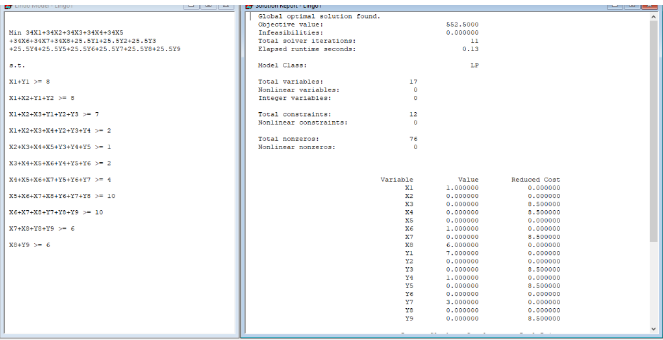 Lingo Model - Lingo1
Min 34X1+34X2+34X3+34X4+34X5
+34X6+34X7+34X8+25.5Y1+25.5Y2+25.5Y3
+25.5Y4+25.5Y5+25.5Y6+25.5Y7+25.5Y8+25.5Y9
s.t.
X1+Y1 >= 8
X1+X2+Y1+Y2 >= 8
X1+X2+X3+Y1+Y2+Y3 >= 7
X1+X2+X3+X4+Y2+Y3+Y4 >= 2
X2+X3+X4+X5+Y3+Y4+Y5 >= 1
X3+X4+X5+X6+Y4+Y5+Y6 >= 2
X4+X5+X6+X7+Y5+Y6+Y7 >= 4
X5+X6+X7+X8+Y6+Y7+Y8 >= 10
X6+X7+X8+Y7+Y8+Y9 >= 10
X7+X8+Y8+Y9 >= 6
X8+Y9 >= 6
Solution Report - Lingo1
Global optimal solution found.
Objective value: 552.5000
Infeasibilities: 0.000000
Total solver iterations: 11
Elapsed runtime seconds: 0.13
Model Class: LP
Total variables: 17
Nonlinear variables: 0
Integer variables: 0
Total constraints: 12
Nonlinear constraints: 0
Total nonzeros: 76
Nonlinear nonzeros: 0
Variable Value Reduced Cost
X1 1.000000 0.000000
X2 0.000000 0.000000
X3 0.000000 8.500000
X4 0.000000 8.500000
X5 0.000000 0.000000
X6 1.000000 0.000000
X7 0.000000 8.500000
X8 6.000000 0.000000
Y1 7.000000 0.000000
Y2 0.000000 0.000000
Y3 0.000000 8.500000
Y4 1.000000 0.000000
Y5 0.000000 8.500000
Y6 0.000000 0.000000
Y7 3.000000 0.000000
Y8 0.000000 0.000000
Y9 0.000000 8.500000